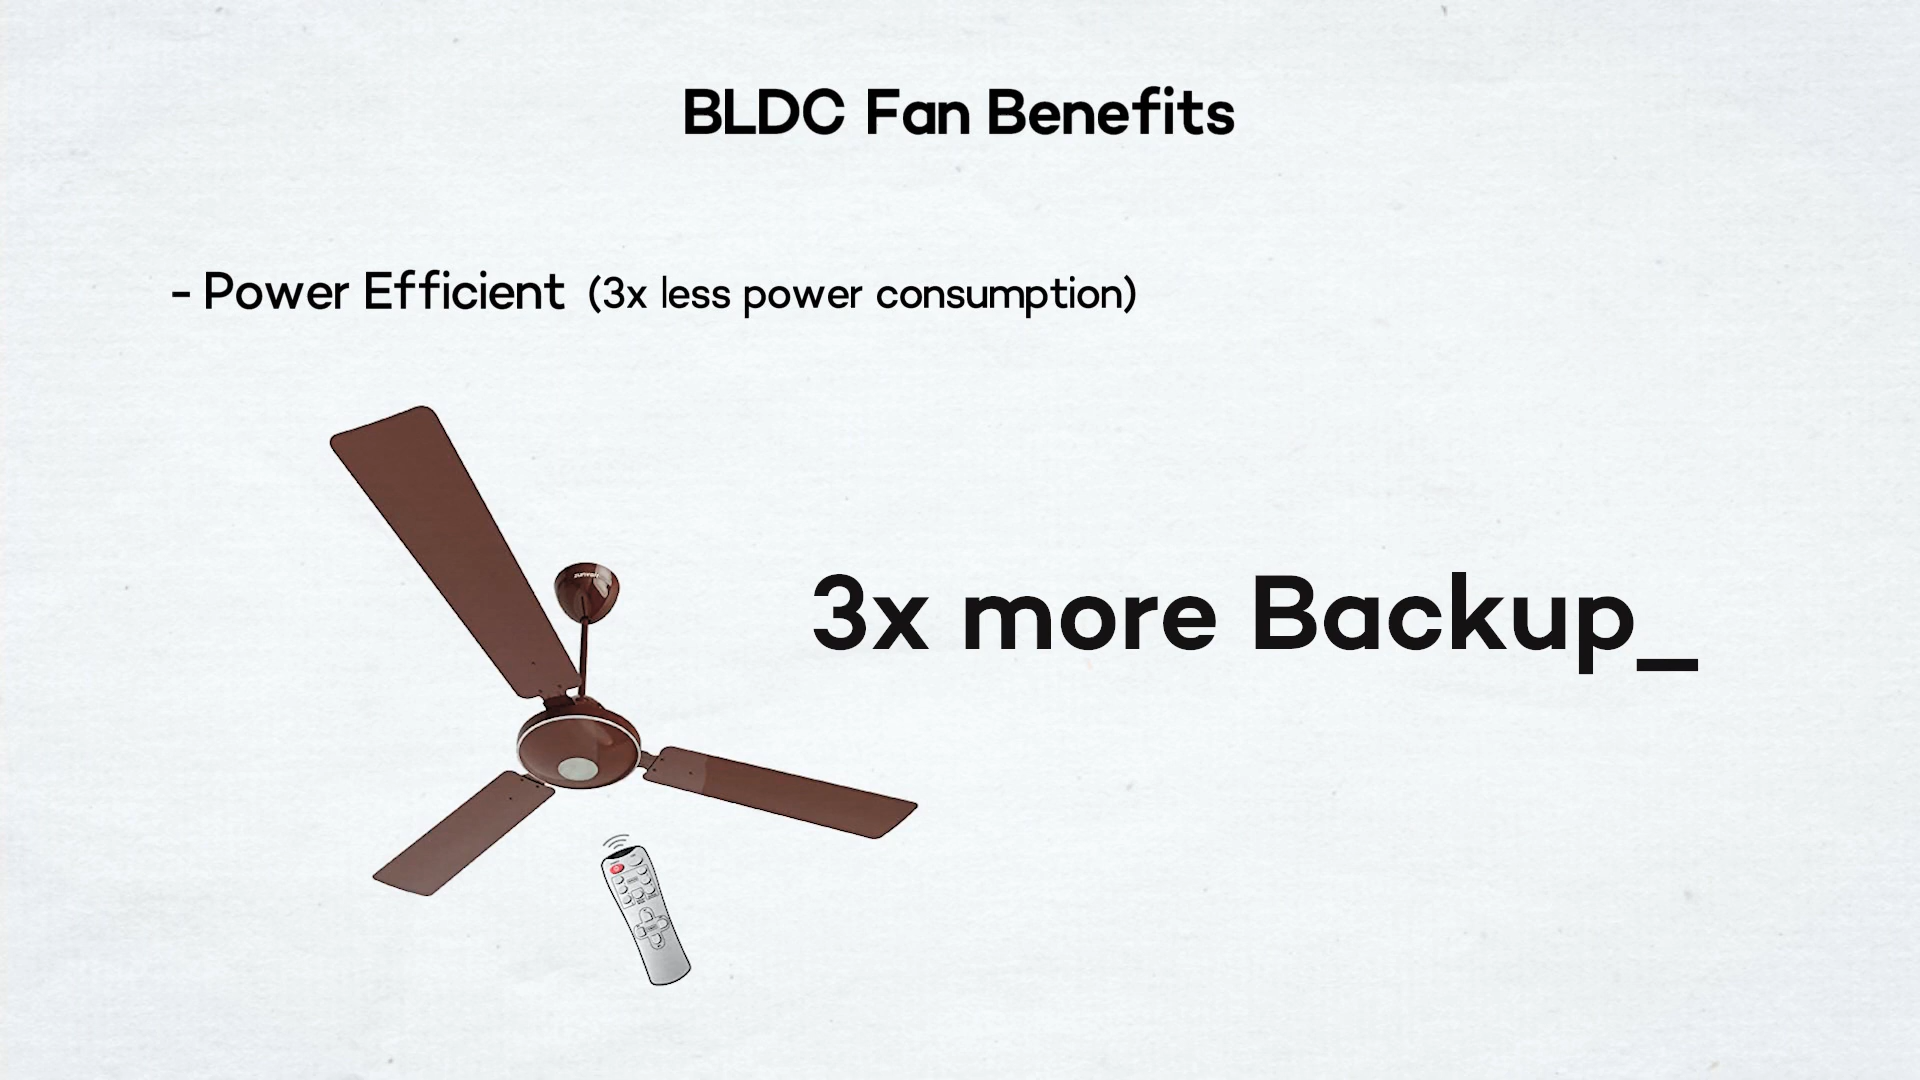 BLDC Fan Benefits
- Power Efficient (3x less power consumption)
3x more Backup_